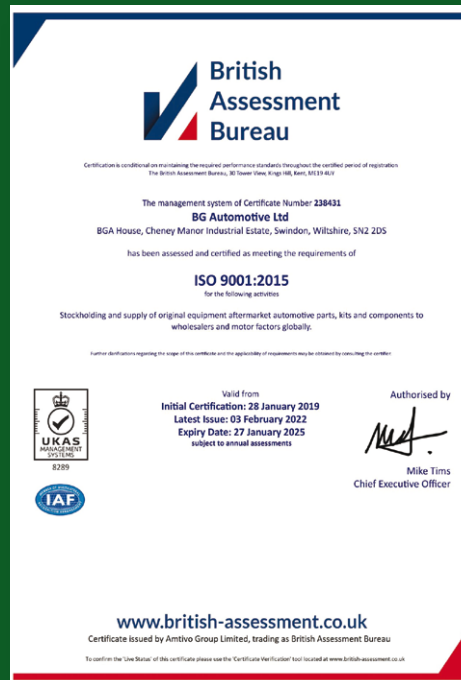 British
Assessment
Bureau
Certification is conditional on maintaining the required performance standards throughout the certified period of registration
The British Assessment Bureau, 30 Tower View, Kings Hill, Kent, ME19 4UY
The management system of Certificate Number 238431
BG Automotive Ltd
BGA House, Cheney Manor Industrial Estate, Swindon, Wiltshire, SN2 2DS
has been assessed and certified as meeting the requirements of
ISO 9001:2015
for the following activities
Stockholding and supply of original equipment aftermarket automotive parts, kits and components to
wholesalers and motor factors globally.
Further clarifications regarding the scope of this certificate and the applicability of requirements may be obtained by consulting the certifier
UKAS
MANAGEMENT
SYSTEMS
8289
IAF
Valid from
Initial Certification: 28 January 2019
Latest Issue: 03 February 2022
Expiry Date: 27 January 2025
subject to annual assessments
Authorised by
Mike Tims
Chief Executive Officer
www.british-assessment.co.uk
Certificate issued by Amtivo Group Limited, trading as British Assessment Bureau
To confirm the 'Live Status' of this certificate please use the 'Certificate Verification' tool located at www.british-assessment.co.uk